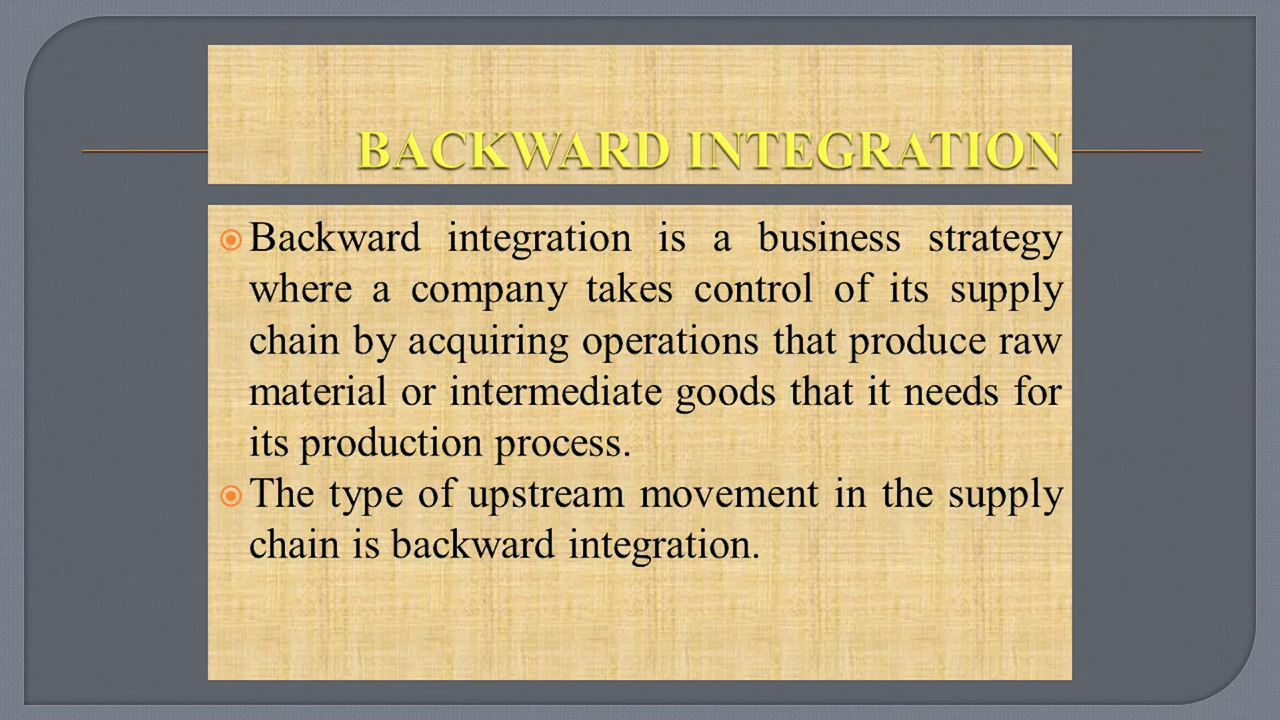 BACKWARD INTEGRATION
Backward integration is a business strategy
where a company takes control of its supply
chain by acquiring operations that produce raw
material or intermediate goods that it needs for
its production process.
The type of upstream movement in the supply
chain is backward integration.